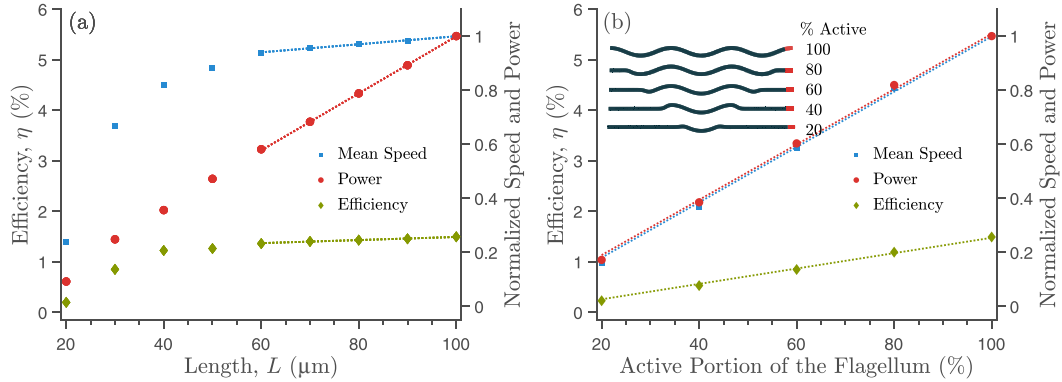 (a)
6
5
4
3
2
1
0
Efficiency, η (%)
1
0.8
0.6
0.4
0.2
0
Normalized Speed and Power
Mean Speed
Power
Efficiency
20
40
60
80
100
Length, L (μm)
(b)
6
5
4
3
2
1
0
Efficiency, η (%)
% Active
100
80
60
40
20
1
0.8
0.6
0.4
0.2
0
Normalized Speed and Power
Mean Speed
Power
Efficiency
20
40
60
80
100
Active Portion of the Flagellum (%)